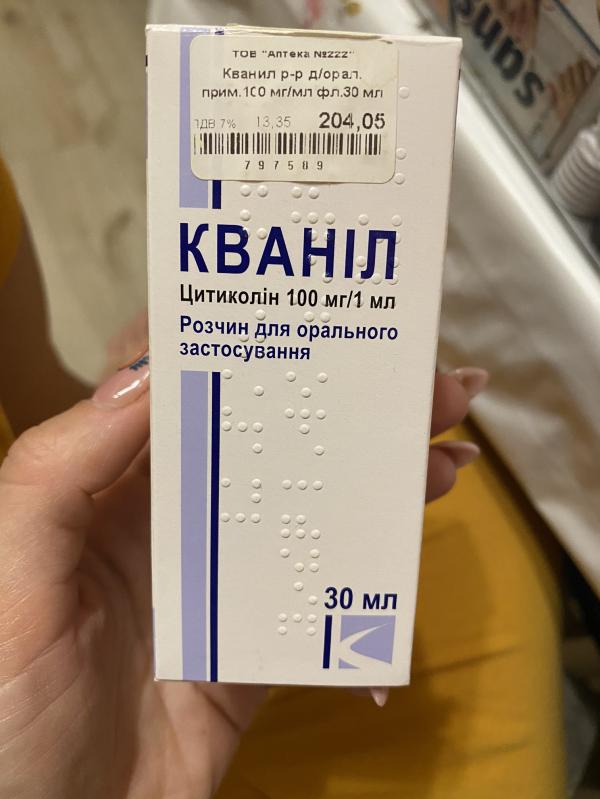 ТОВ "Аптека №222"
Кванил р-р д/орал.
прим.100 мг/мл фл.30 мл
ПДВ 7% 13,35 204,05
797589
КВАНІЛ
Цитиколін 100 мг/1 мл
Розчин для орального
застосування
30 мл
sans